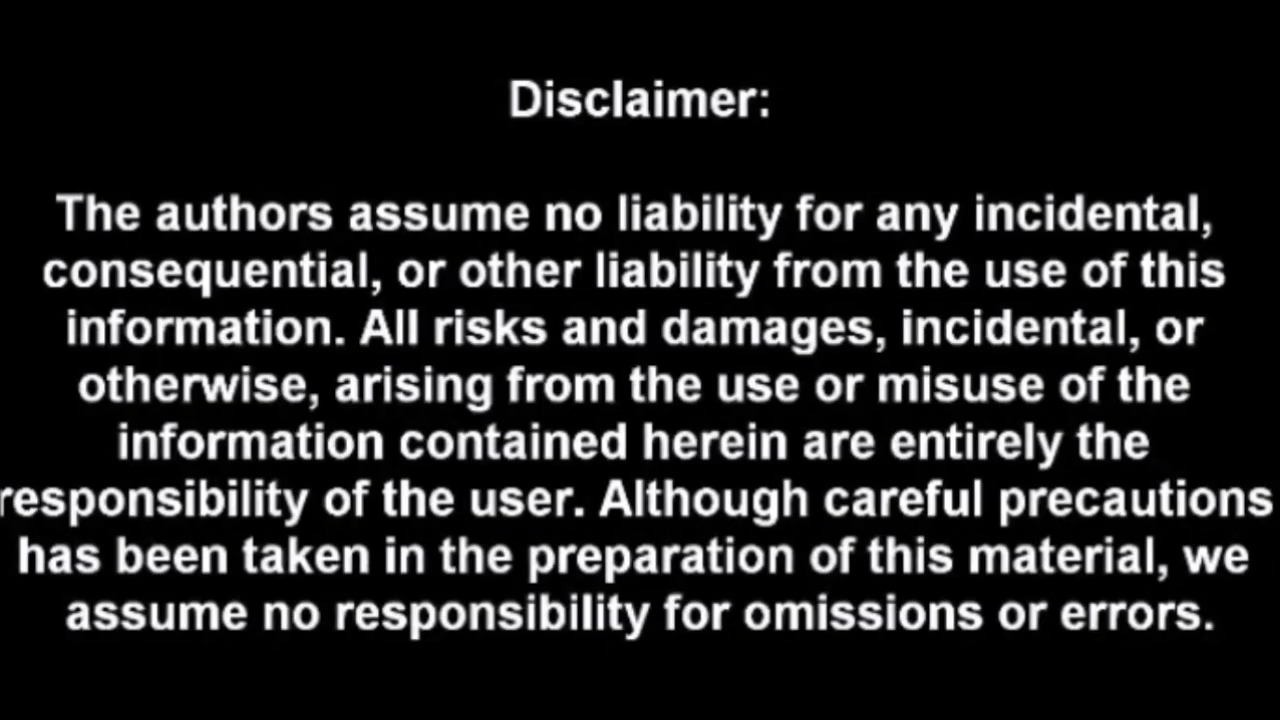 Disclaimer:
The authors assume no liability for any incidental,
consequential, or other liability from the use of this
information. All risks and damages, incidental, or
otherwise, arising from the use or misuse of the
information contained herein are entirely the
responsibility of the user. Although careful precautions
has been taken in the preparation of this material, we
assume no responsibility for omissions or errors.